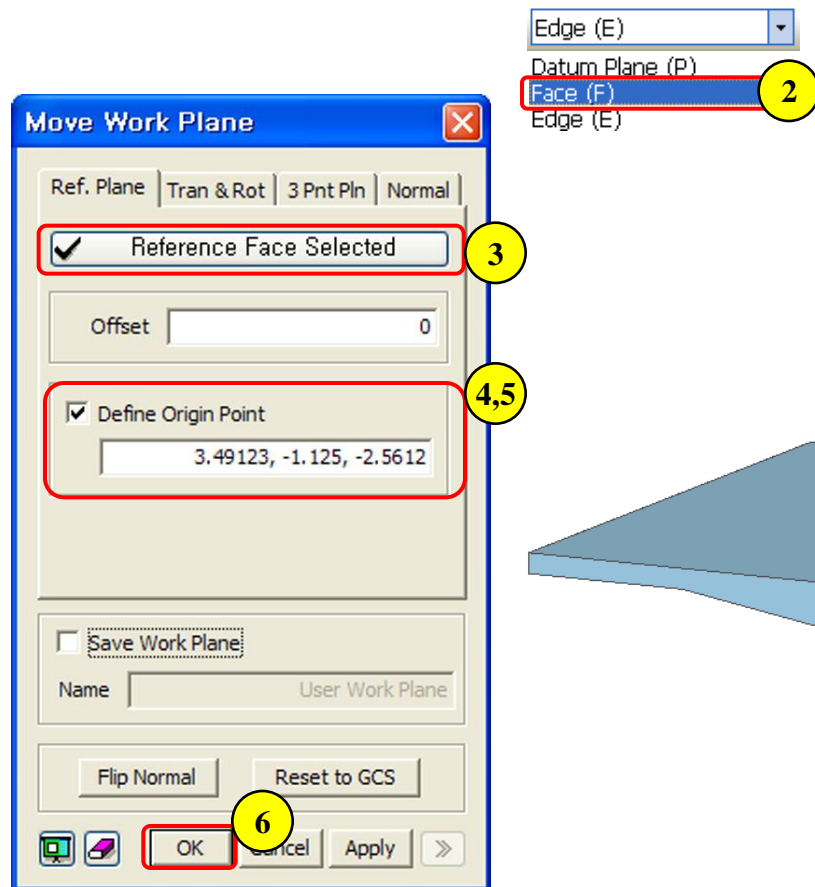 Edge (E)
Datum Plane (P)
Face (F)
2
Edge (E)
Move Work Plane
Ref. Plane Tran & Rot 3 Pnt Pln Normal
Reference Face Selected
3
Offset 0
4,5
Define Origin Point
3.49123, -1.125, -2.5612
Save Work Plane
Name User Work Plane
Flip Normal Reset to GCS
6
OK Cancel Apply